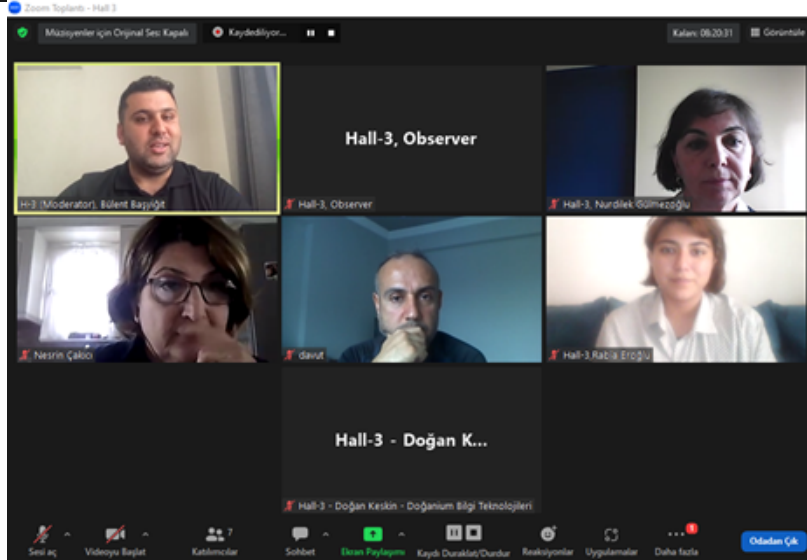 Zoom Toplantı - Hall 3
Müzisyenler için Orijinal Ses: Kapalı
Kaydediliyor...
Kalan: 08:20:31
Görüntüle
H-3 (Moderator), Bülent Başyiğit
Hall-3, Observer
Hall-3, Observer
Hall-3, Nurdilek Gülmezoğlu
Nesrin Çakıcı
davut
Hall-3,Rabia Eroğlu
Hall-3 - Doğan K...
Hall-3 - Doğan Keskin - Doğanium Bilgi Teknolojileri
7
1
Sesi aç
Videoyu Başlat
Katılımcılar
Sohbet
Ekran Paylaşımı
Kaydı Duraklat/Durdur
Reaksiyonlar
Uygulamalar
Daha fazla
Odadan Çık